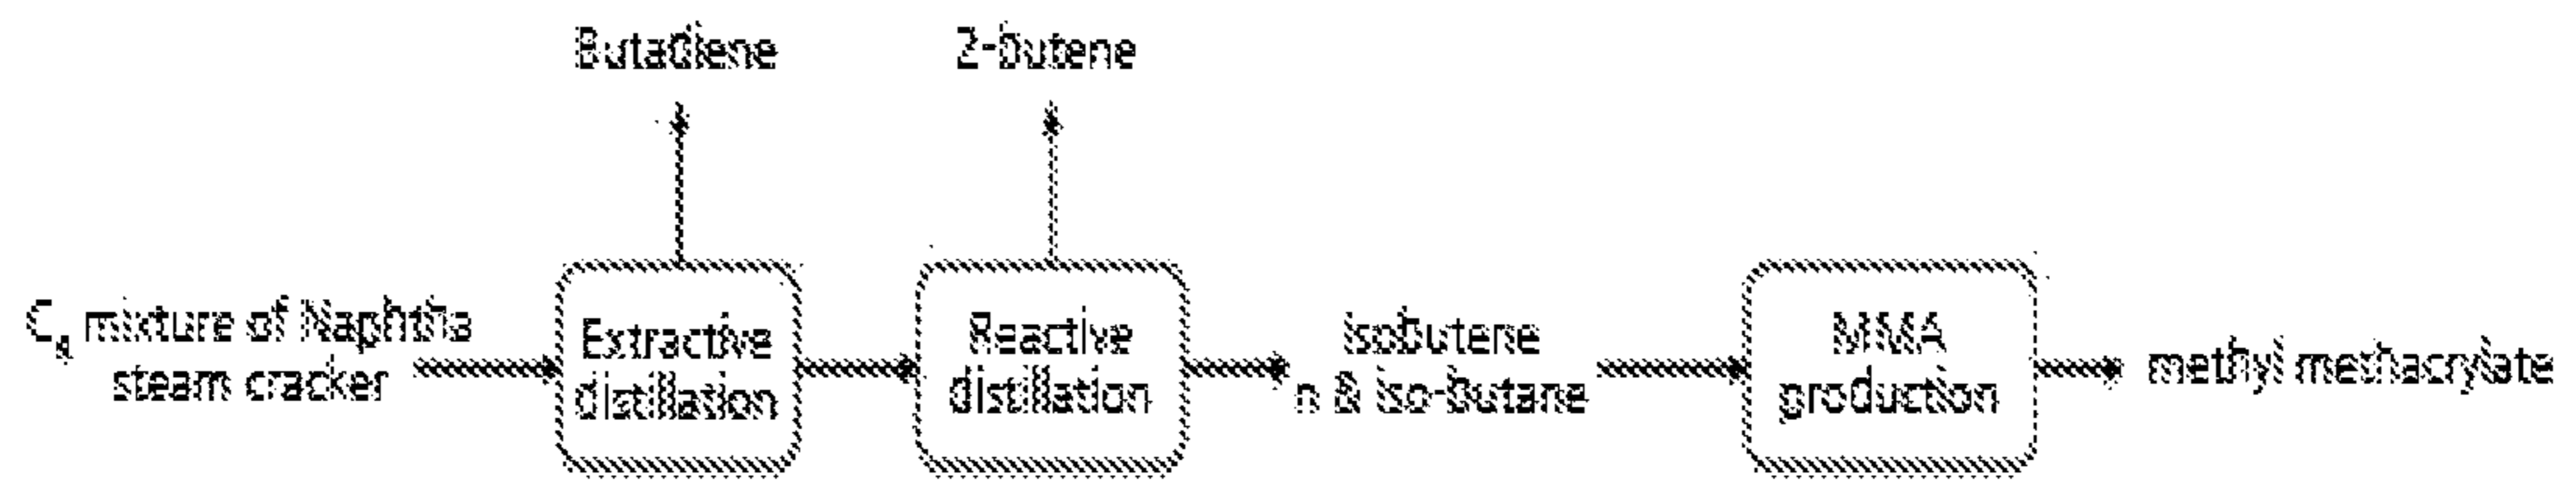 Butadiene
2-butene
C₄ mixture of Naphtha
steam cracker
Extractive
distillation
Reactive
distillation
isobutene
n & iso-butane
MMA
production
methyl methacrylate